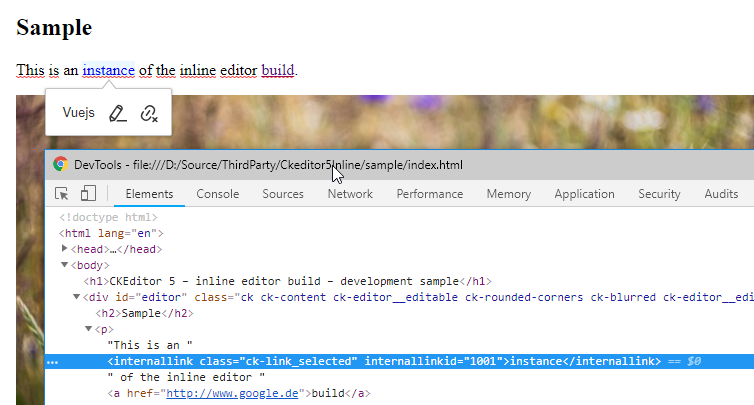 Sample
This is an instance of the inline editor build.
Vuejs
DevTools - file:///D:/Source/ThirdParty/Ckeditor5Inline/sample/index.html
Elements Console Sources Network Performance Memory Application Security Audits
<!doctype html>
<html lang="en">
<head>…</head>
<body>
<h1>CKEditor 5 – inline editor build – development sample</h1>
<div id="editor" class="ck ck-content ck-editor__editable ck-rounded-corners ck-blurred ck-editor__edi
<h2>Sample</h2>
<p>
"This is an "
… <internallink class="ck-link_selected" internallinkid="1001">instance</internallink> == $0
" of the inline editor "
<a href="http://www.google.de">build</a>